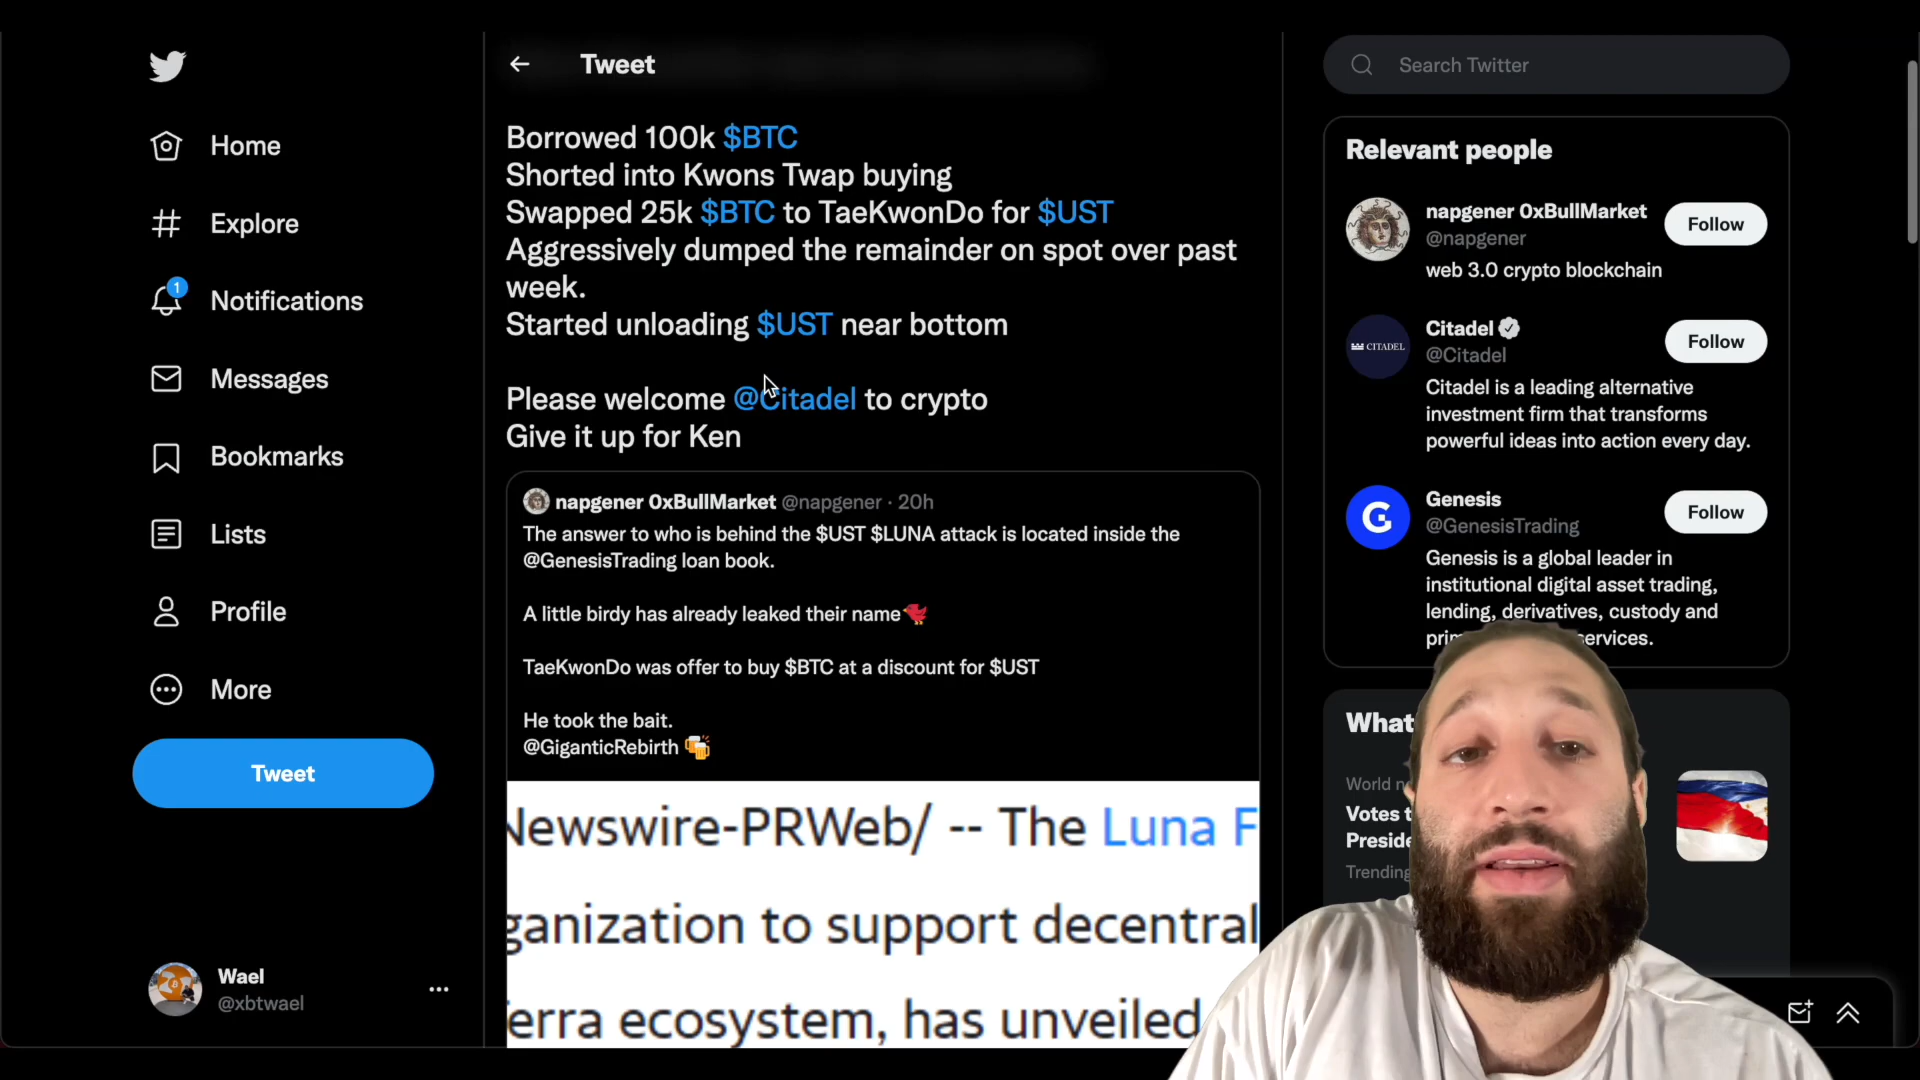 Home
Explore
1
Notifications
Messages
Bookmarks
Lists
Profile
More
Tweet
Wael
@xbtwael
Tweet
Borrowed 100k $BTC
Shorted into Kwons Twap buying
Swapped 25k $BTC to TaeKwonDo for $UST
Aggressively dumped the remainder on spot over past
week.
Started unloading $UST near bottom
Please welcome @Citadel to crypto
Give it up for Ken
napgener 0xBullMarket @napgener · 20h
The answer to who is behind the $UST $LUNA attack is located inside the
@GenesisTrading loan book.
A little birdy has already leaked their name
TaeKwonDo was offer to buy $BTC at a discount for $UST
He took the bait.
@GiganticRebirth
Newswire-PRWeb/ -- The Luna F
ganization to support decentral
erra ecosystem, has unveiled
Search Twitter
Relevant people
napgener 0xBullMarket
@napgener
Follow
web 3.0 crypto blockchain
CITADEL
Citadel
@Citadel
Follow
Citadel is a leading alternative
investment firm that transforms
powerful ideas into action every day.
G
Genesis
@GenesisTrading
Follow
Genesis is a global leader in
institutional digital asset trading,
lending, derivatives, custody and
services.
What
World
Votes
Trending